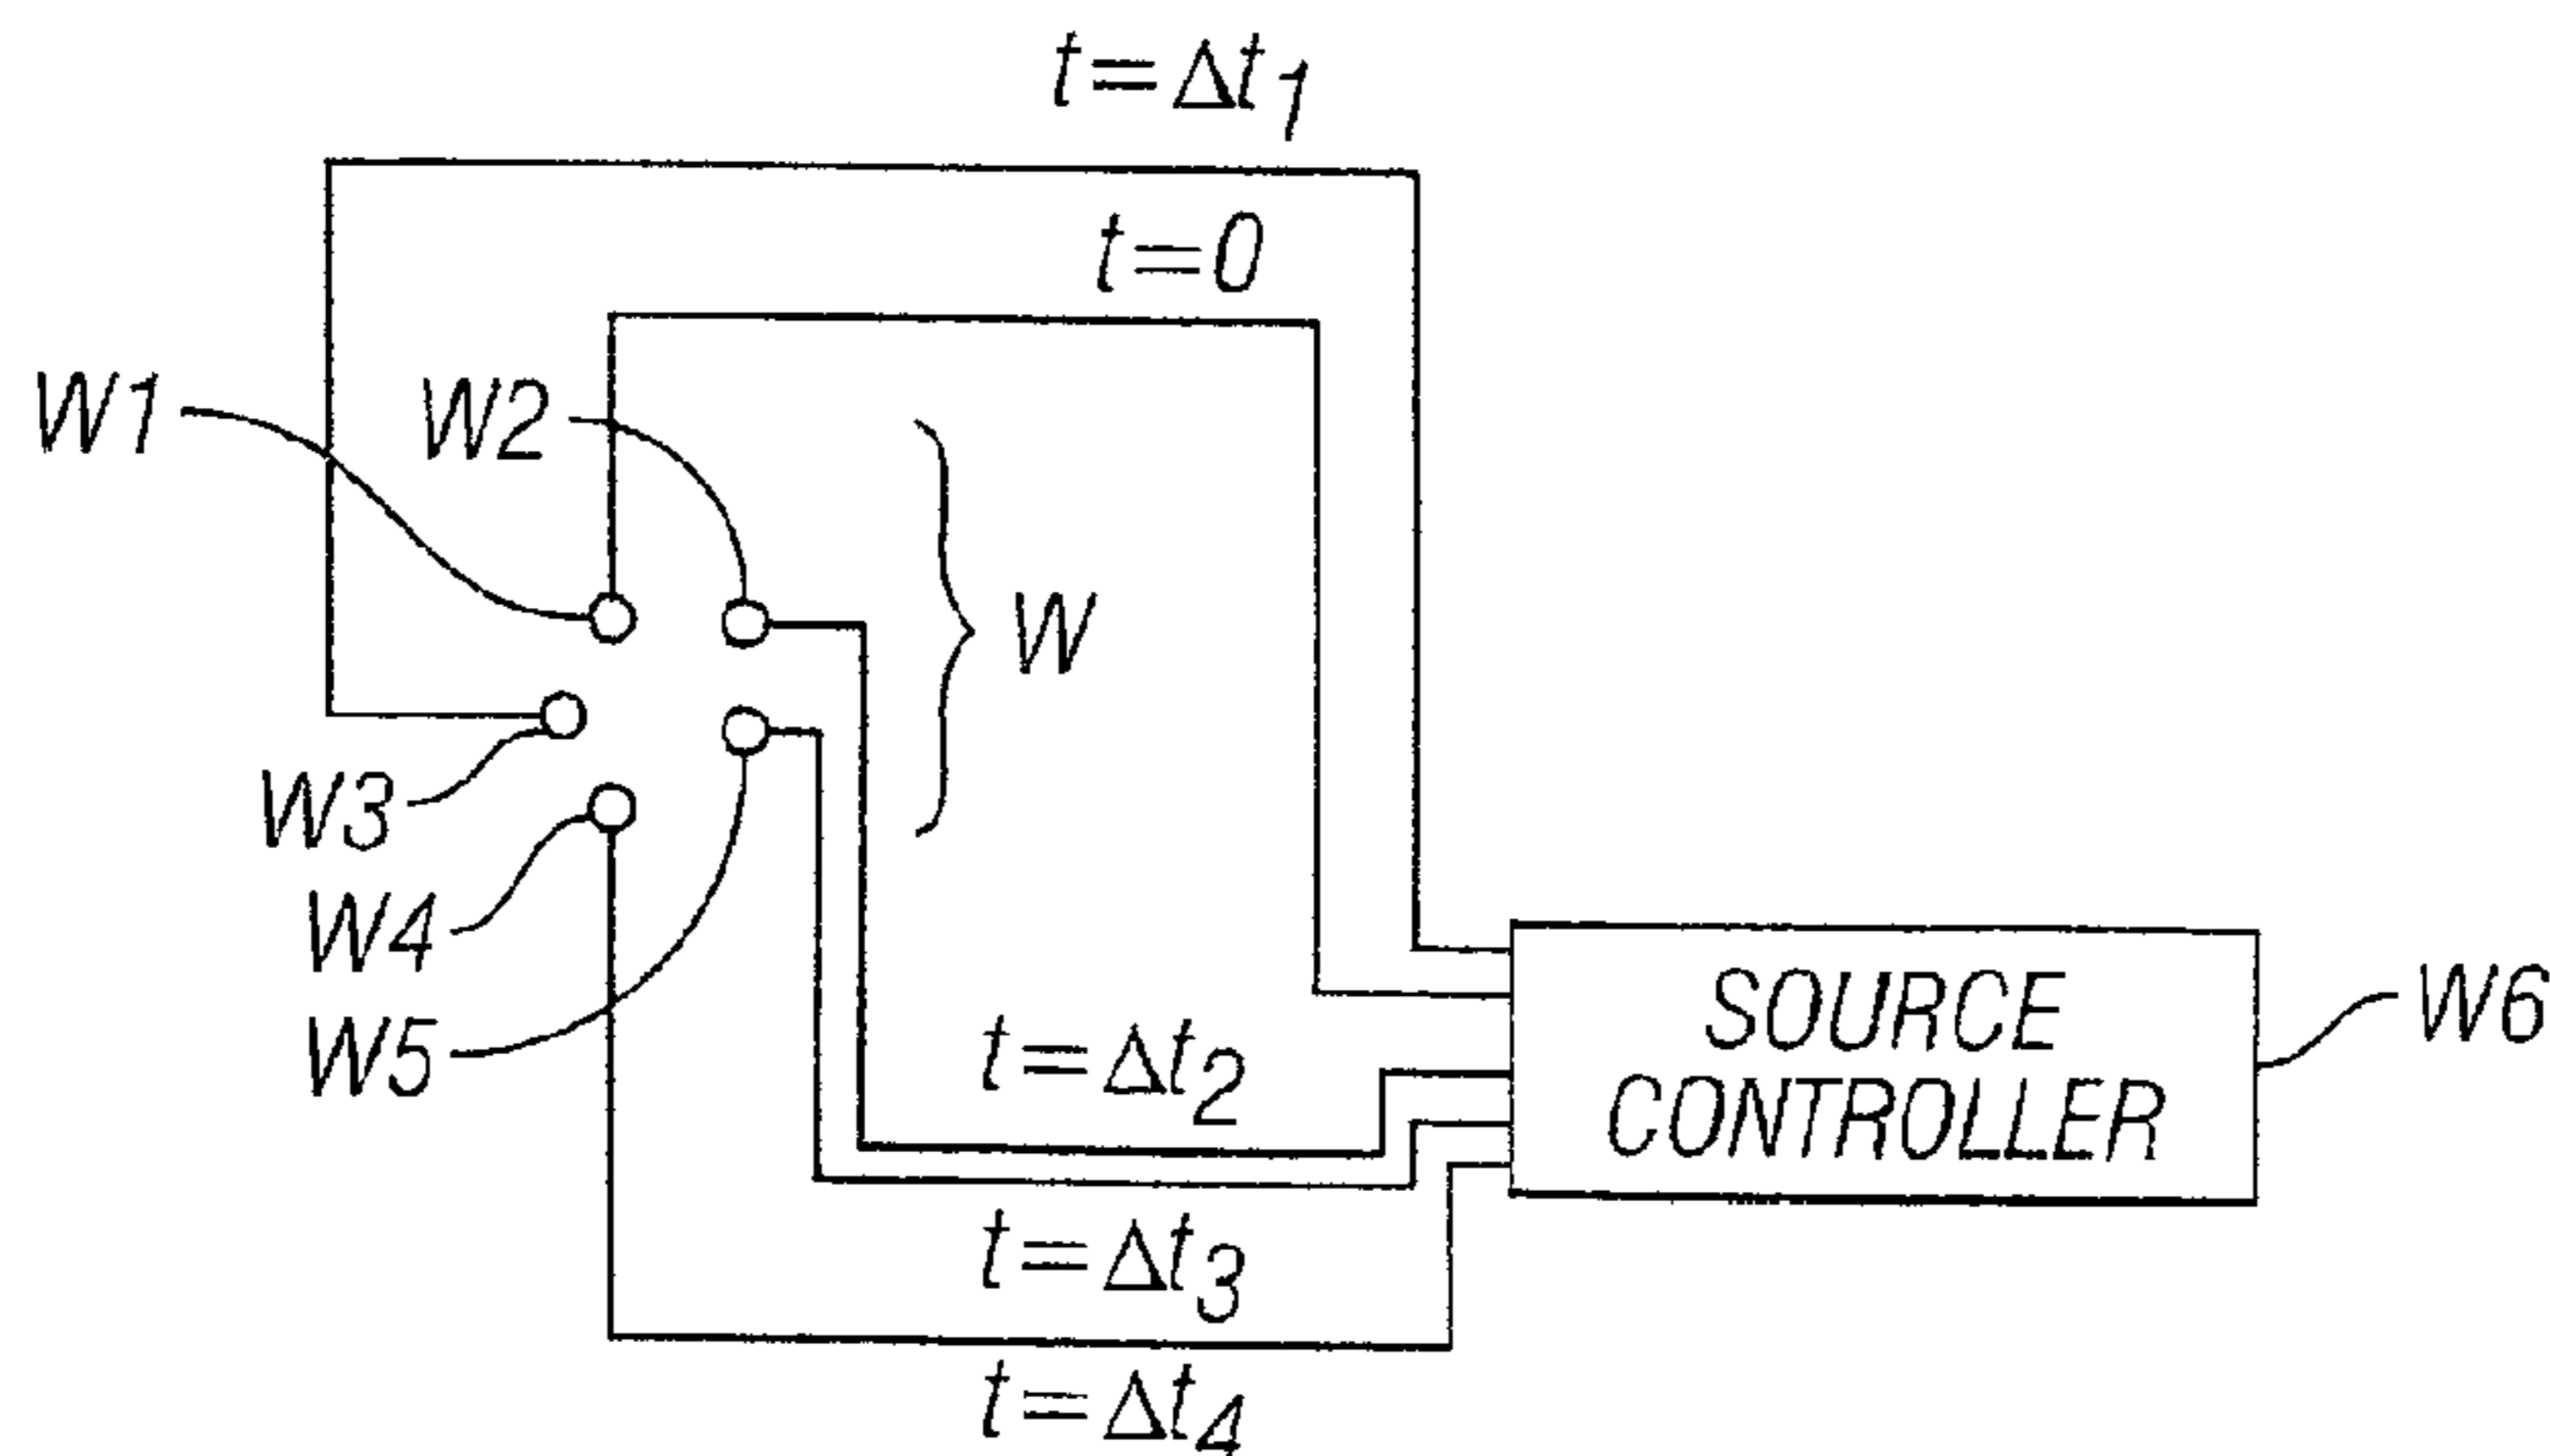 t=Δt1
t=0
W1
W2
W
W3
W4
W5
SOURCE
CONTROLLER
W6
t=Δt2
t=Δt3
t=Δt4